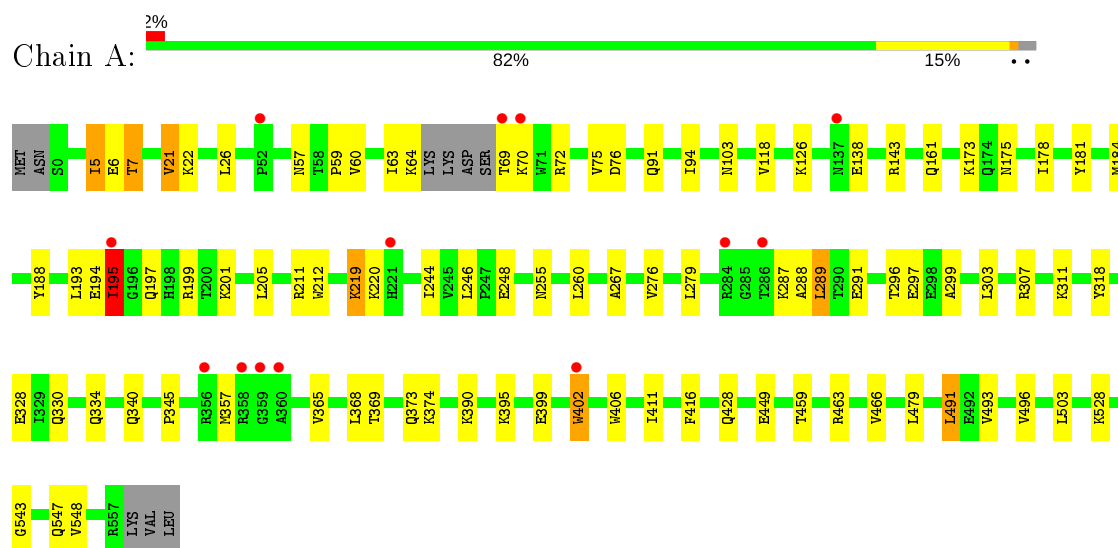 2%
Chain A:
82% 15% • •
MET ASN S0 I5 E6 T7 V21 K22 L26 P52 N57 T58 P59 V60 I63 K64 LYS LYS ASP SER T69 K70 W71 R72 V75 D76 Q91 I94 N103 V118 K126 N137 E138 R143 Q161 K173 Q174 N175 I178 Y181 M184
Y188 L193 E194 I195 G196 Q197 H198 R199 T200 K201 L205 R211 W212 K219 K220 H221 I244 V245 L246 P247 E248 N255 L260 A267 V276 L279 R284 G285 T286 K287 A288 L289 T290 E291 T296 E297 E298 A299 L303 R307 K311 Y318
E328 I329 Q330 Q334 Q340 P345 R356 M357 R358 G359 A360 V365 L368 T369 Q373 K374 K390 K395 E399 W402 W406 I411 F416 Q428 E449 T459 R463 V466 L479 L491 E492 V493 V496 L503 K528
G543 Q547 V548 R557 LYS VAL LEU